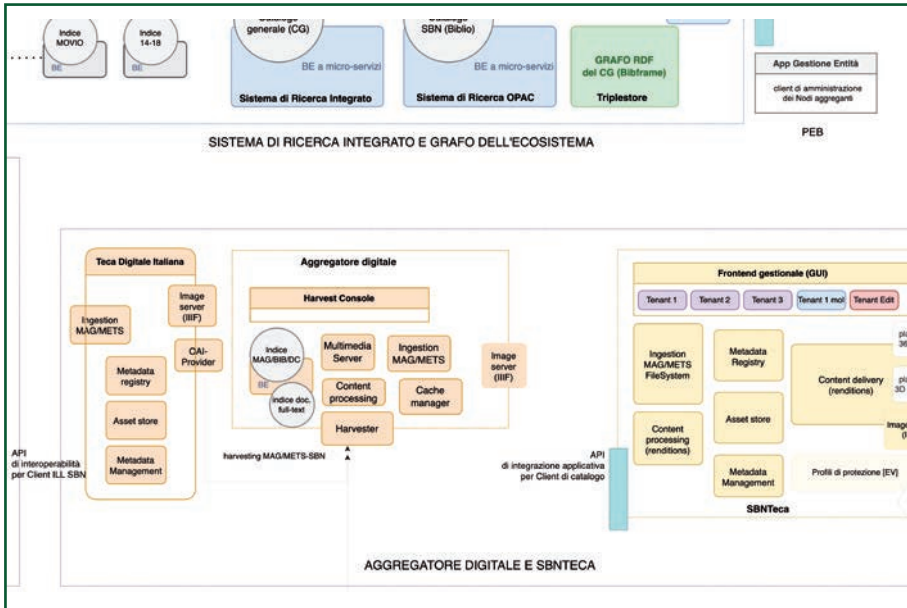 Indice
MOVIO
BE
Indice
14-18
BE
generale (CG)
BE a micro-servizi
Sistema di Ricerca Integrato
SBN (Biblio)
BE a micro-servizi
Sistema di Ricerca OPAC
GRAFO RDF
del CG (Bibframe)
Triplestore
App Gestione Entità
client di amministrazione
dei Nodi aggreganti
PEB
SISTEMA DI RICERCA INTEGRATO E GRAFO DELL'ECOSISTEMA
API
di interoperabilità
per Client ILL SBN
Teca Digitale Italiana
Ingestion
MAG/METS
Image
server
(IIIF)
OAI-
Provider
Metadata
registry
Asset store
Metadata
Management
Aggregatore digitale
Harvest Console
Indice
MAG/BIB/DC
BE
Indice doc.
full-text
Multimedia
Server
Ingestion
MAG/METS
Content
processing
Cache
manager
Harvester
Image
server
(IIIF)
harvesting MAG/METS-SBN
API
di integrazione applicativa
per Client di catalogo
Frontend gestionale (GUI)
Tenant 1
Tenant 2
Tenant 3
Tenant 1 mol
Tenant Edit
Ingestion
MAG/METS
FileSystem
Metadata
Registry
Content delivery
(renditions)
Asset store
Content
processing
(renditions)
Metadata
Management
Profili di protezione [EV]
SBNTeca
AGGREGATORE DIGITALE E SBNTECA